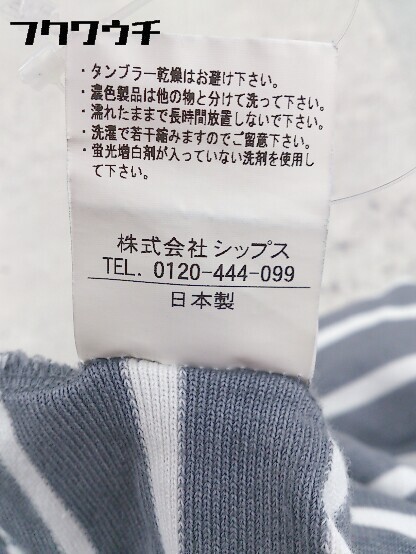 フクワウチ
・タンブラー乾燥はお避け下さい。
・濃色製品は他の物と分けて洗って下さい。
・濡れたままで長時間放置しないで下さい。
・洗濯で若干縮みますのでご留意下さい。
・蛍光増白剤が入っていない洗剤を使用し
て下さい。
株式会社 シップス
TEL. 0120-444-099
日本製